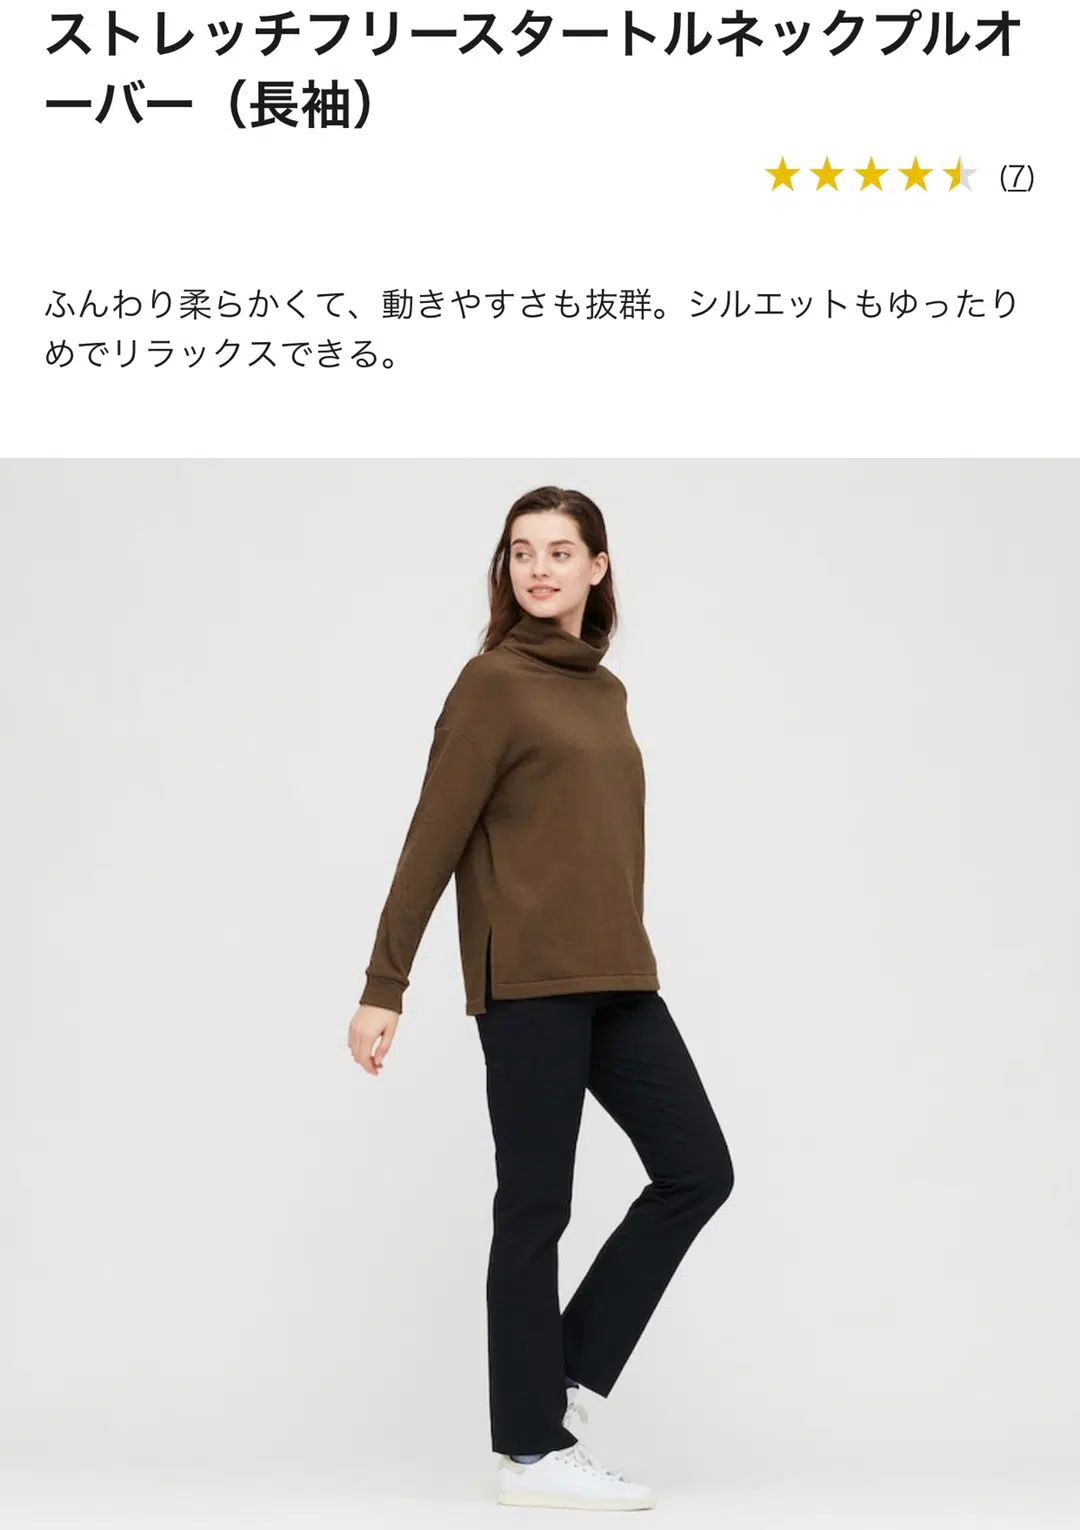 ストレッチフリースタートルネックプルオ
ーバー（長袖）
(7)
ふんわり柔らかくて、動きやすさも抜群。シルエットもゆったり
めでリラックスできる。